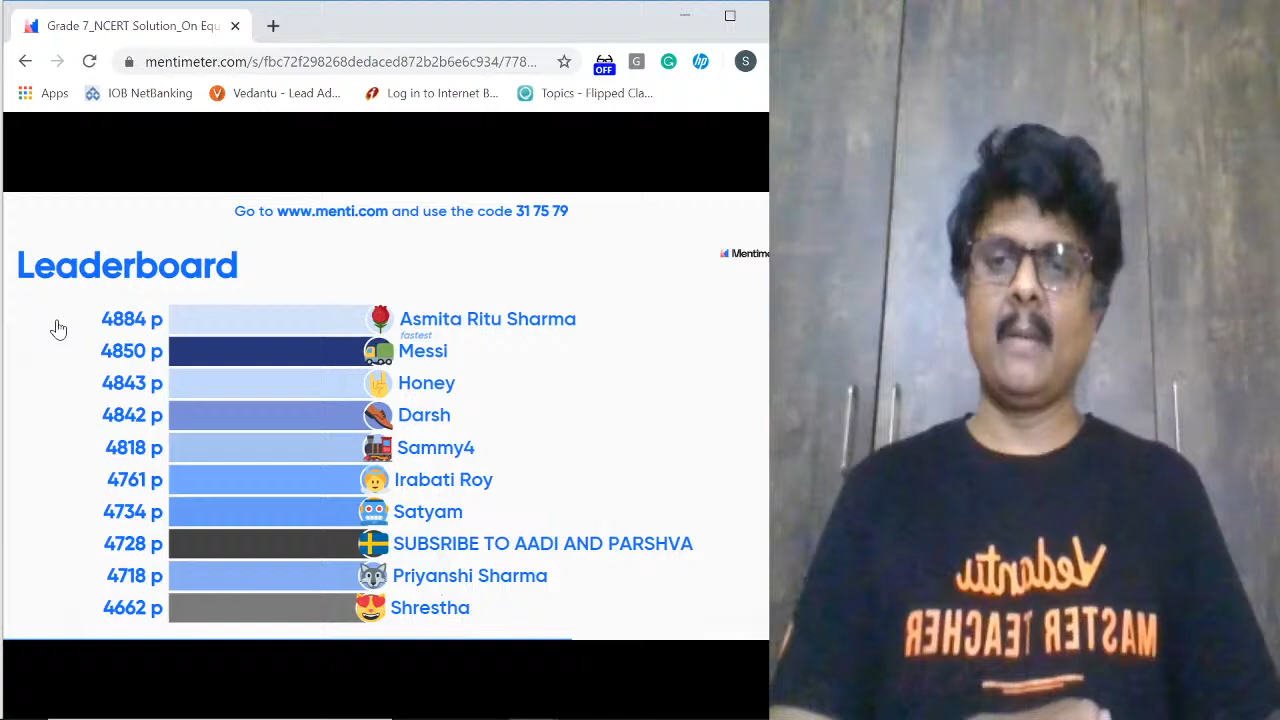 Grade 7_NCERT Solution_On Equ
mentimeter.com/s/fbc72f298268dedaced872b2b6e6c934/778...
OFF
G
S
Apps
IOB NetBanking
Vedantu - Lead Ad...
Log in to Internet B...
Topics - Flipped Cla...
Go to www.menti.com and use the code 31 75 79
Leaderboard
Mentime
4884 p Asmita Ritu Sharma
fastest
4850 p Messi
4843 p Honey
4842 p Darsh
4818 p Sammy4
4761 p Irabati Roy
4734 p Satyam
4728 p SUBSRIBE TO AADI AND PARSHVA
4718 p Priyanshi Sharma
4662 p Shrestha
Vedantu
MASTER TEACHER